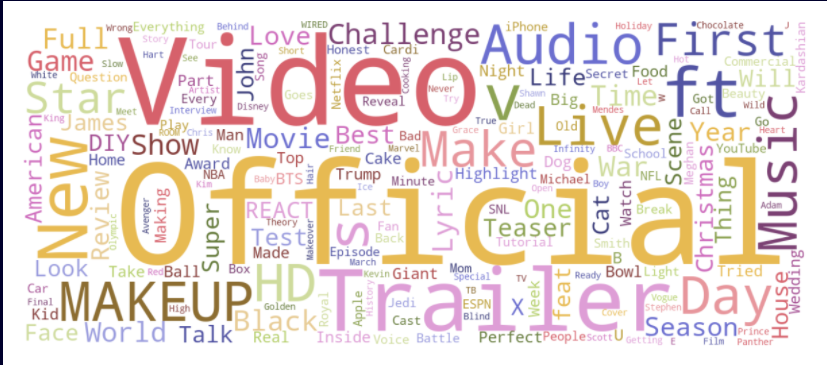 Wrong
Everything
Behind
WIRED
iPhone
Holiday
Chocolate
J
Full
Story
Tour
Love
Short
Challenge
Audio
First
Video
Game
Slow
Hart
See
John
Song
Honest
Cardi
Hot
Commercial
Kardashian
White
Question
Part
Artist
Goes
Netflix
Cooking
Lip
Night
Life
Secret
Food
Let
Will
Star
Every
Disney
Reveal
Never
Try
V
Dead
Shawn
Big
Time
W
ft
Got
Beauty
King
Meet
Interview
True
Mendes
Call
Wild
James
Play
ROOM
Chris
Man
Movie
Best
Bad
Grace
Girl
Live
Old
Scene
Year
Go
Heart
American
New
DIY
Show
Know
Friend
Marvel
Make
Infinity
BBC
School
YouTube
Music
Home
Award
Top
Cake
Dog
War
NFL
Meghan
Christmas
Thing
NBA
Kim
Baby
BTS
Hair
Trump
Ice
Minute
Lyric
Highlight
Michael
Boy
Cat
Watch
Official
Review
Olympic
Avenger
Making
Super
REACT
Theory
Makeover
Last
s
Fan
Back
Open
SNL
One
Break
Adam
Test
Teaser
Tutorial
Smith
B
Made
Episode
March
Look
Take
Red
Ball
Box
HD
Kevin
Giant
Mom
Special
TV
Ready
Bowl
Light
Tried
House
Wedding
Car
Final
Kid
MAKEUP
High
Golden
Royal
Apple
History
Trailer
Jedi
TB
ESPN
X
Week
feat
Vogue
Stephen
Day
Face
World
Talk
Black
Real
Inside
Voice
Cast
Battle
Blind
Perfect
People
Scott
Cover
U
Getting
Season
E
Film
Prince
Panther